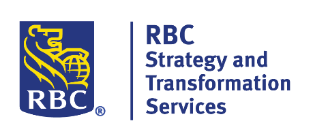 RBC
Strategy and
Transformation
Services
RBC ®